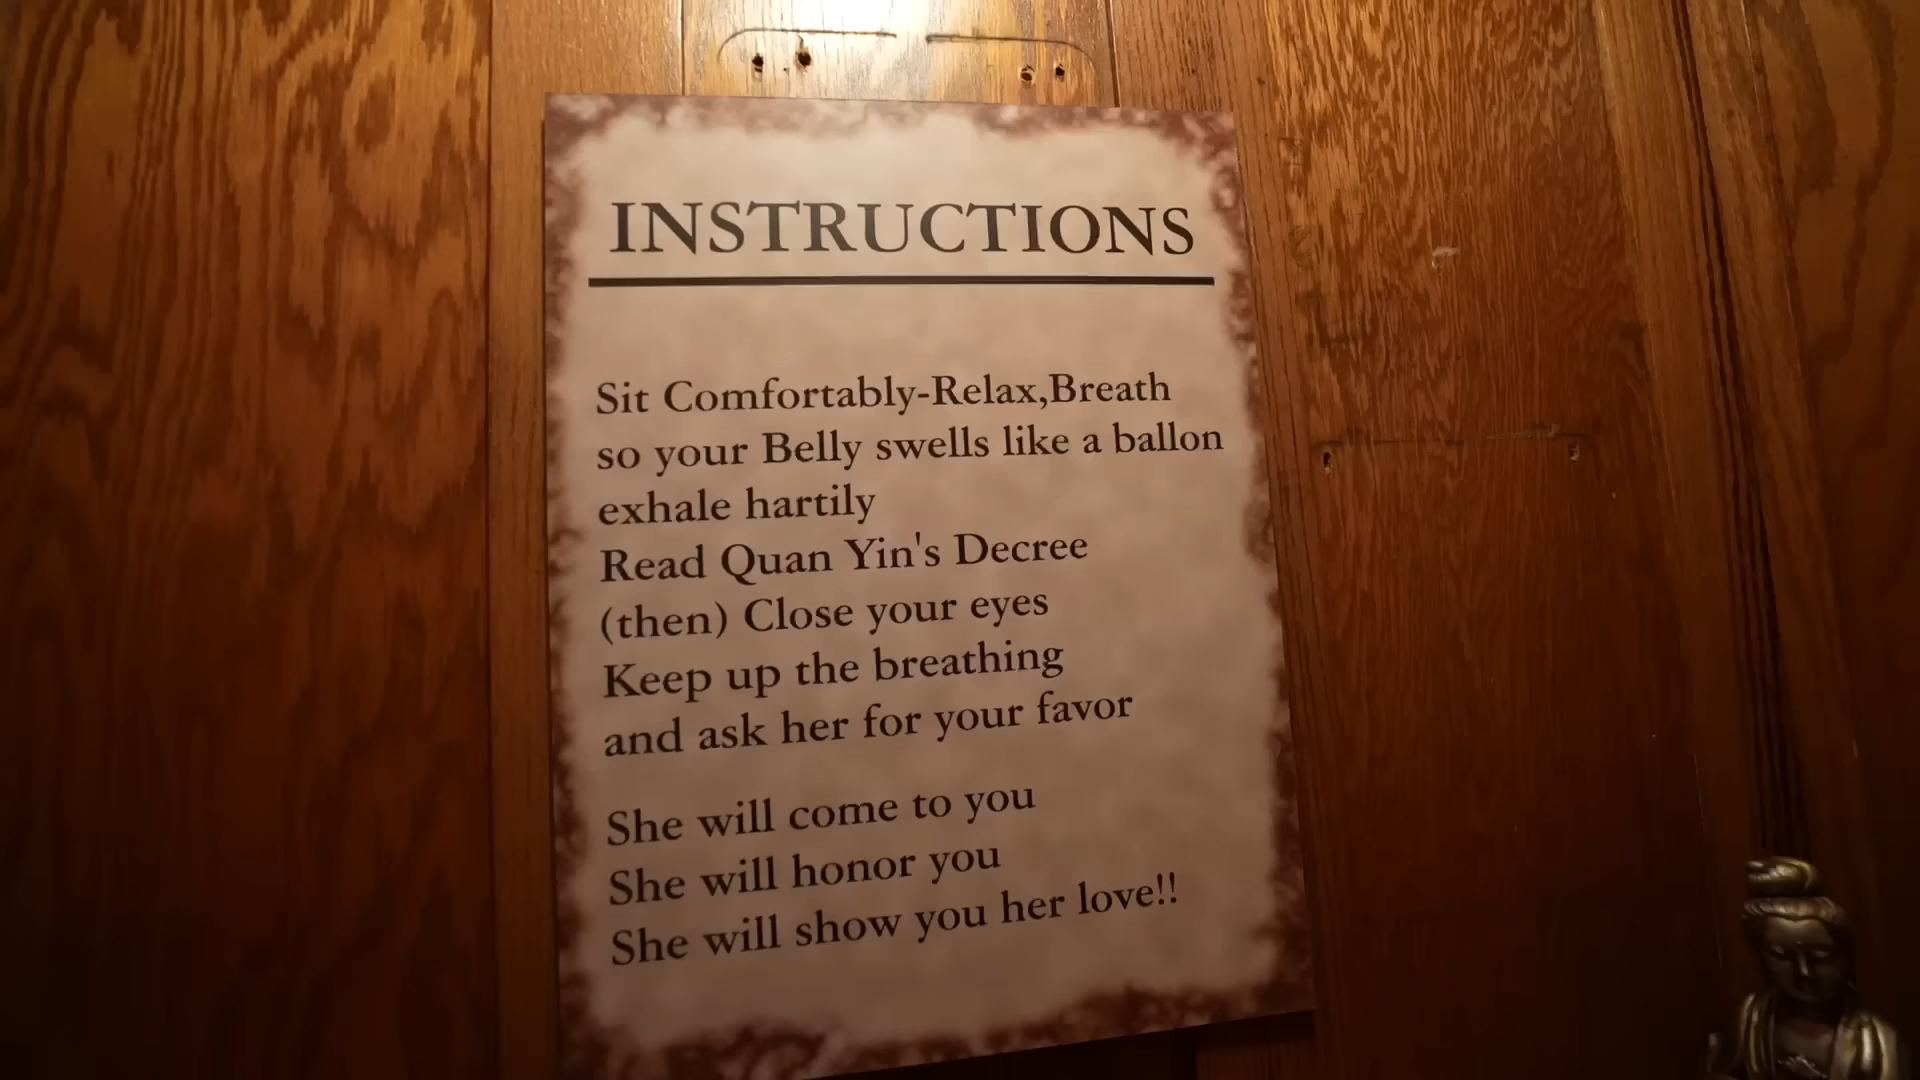 INSTRUCTIONS
Sit Comfortably-Relax,Breath
so your Belly swells like a ballon
exhale hartily
Read Quan Yin's Decree
(then) Close your eyes
Keep up the breathing
and ask her for your favor
She will come to you
She will honor you
She will show you her love!!